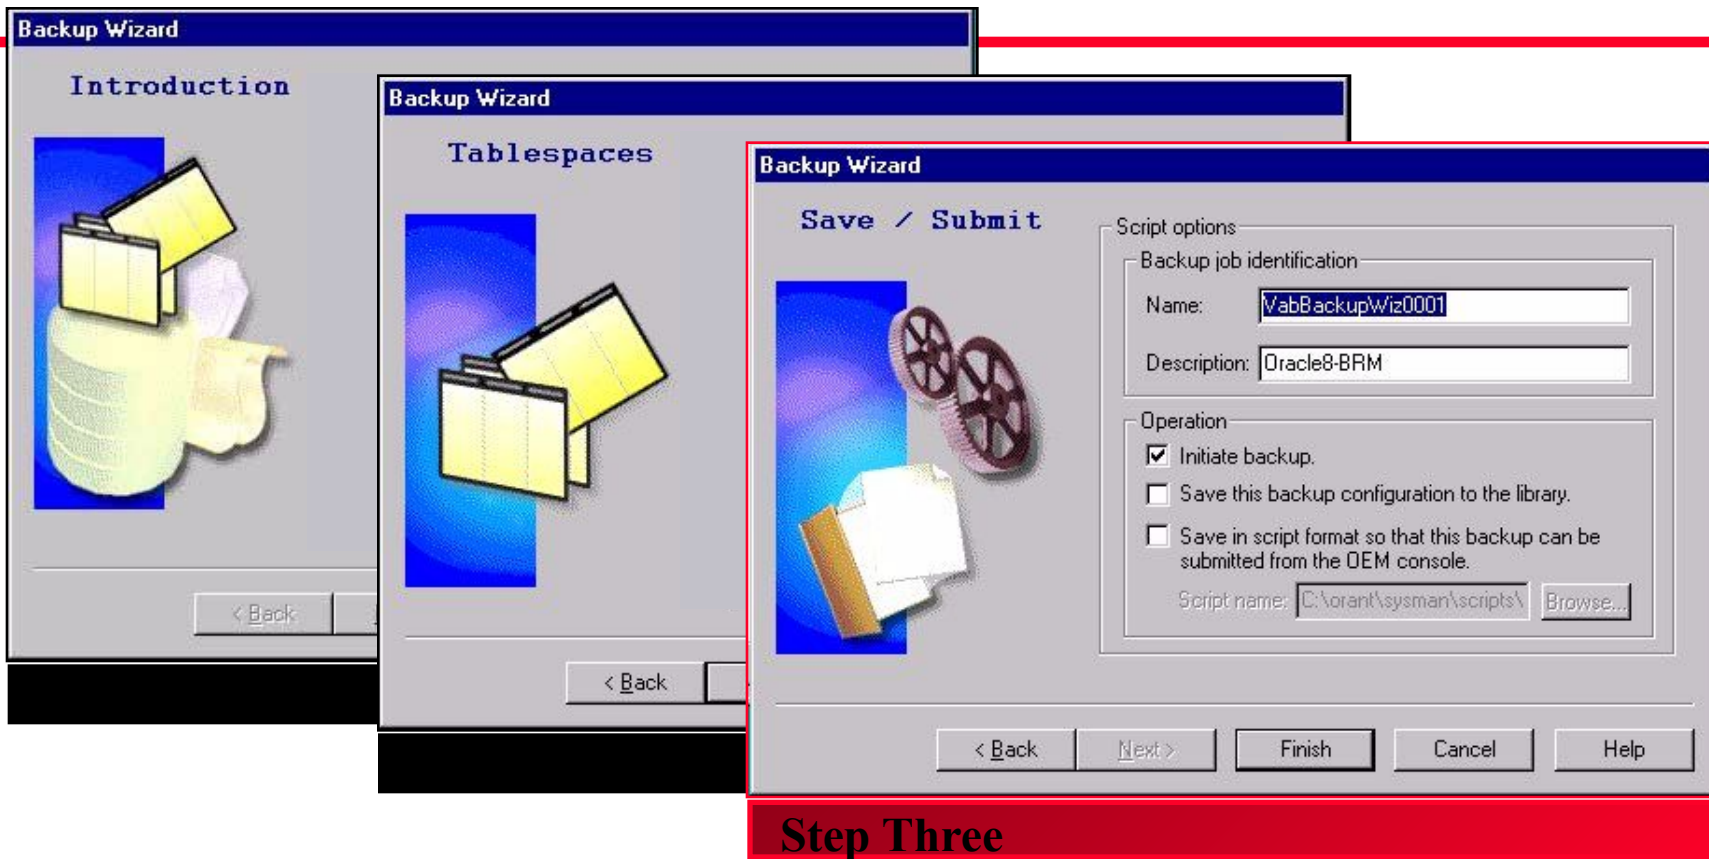 Backup Wizard
Introduction
< Back
Backup Wizard
Tablespaces
< Back
Backup Wizard
Save / Submit
Script options
Backup job identification
Name: VabBackupWiz0001
Description: Oracle8-BRM
Operation
Initiate backup.
Save this backup configuration to the library.
Save in script format so that this backup can be
submitted from the OEM console.
Script name: C:\orant\sysman\scripts\ Browse...
< Back Next > Finish Cancel Help
Step Three